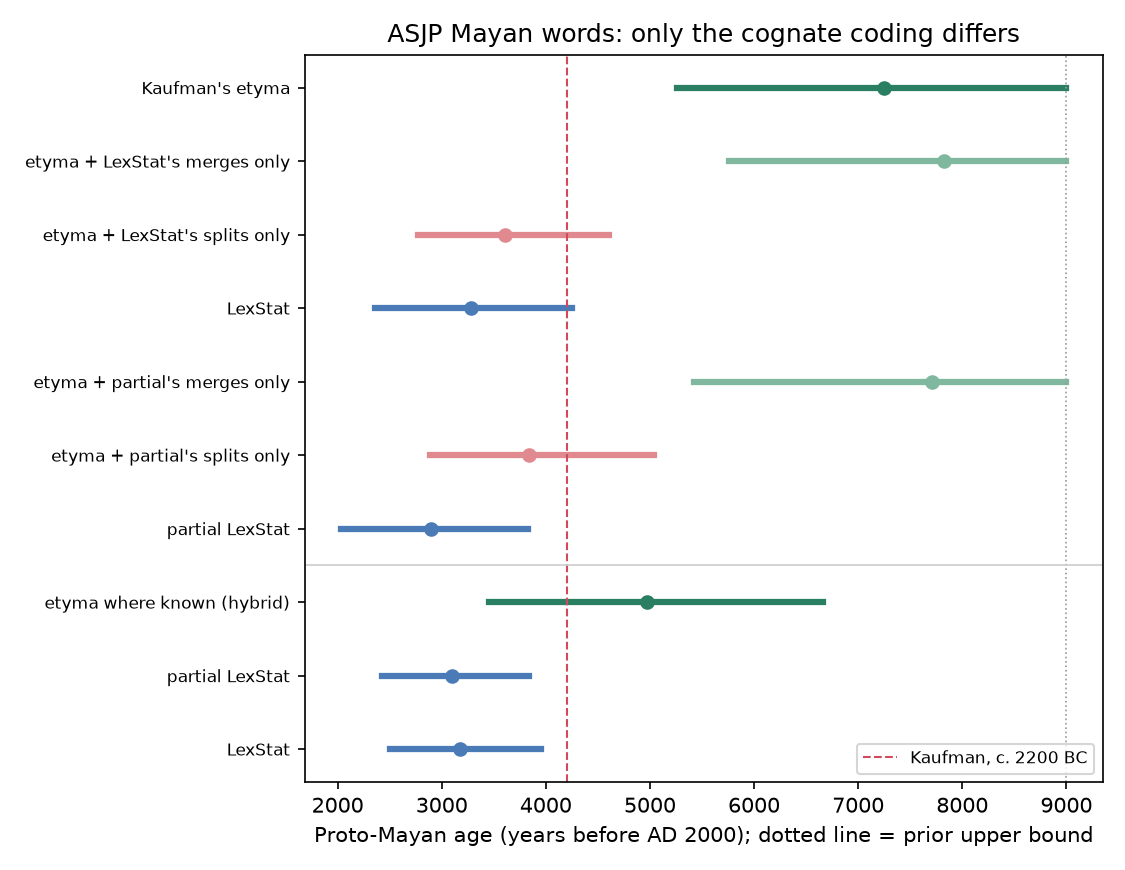 ASJP Mayan words: only the cognate coding differs
Kaufman's etyma
etyma + LexStat's merges only
etyma + LexStat's splits only
LexStat
etyma + partial's merges only
etyma + partial's splits only
partial LexStat
etyma where known (hybrid)
partial LexStat
LexStat
Kaufman, c. 2200 BC
2000 3000 4000 5000 6000 7000 8000 9000
Proto-Mayan age (years before AD 2000); dotted line = prior upper bound